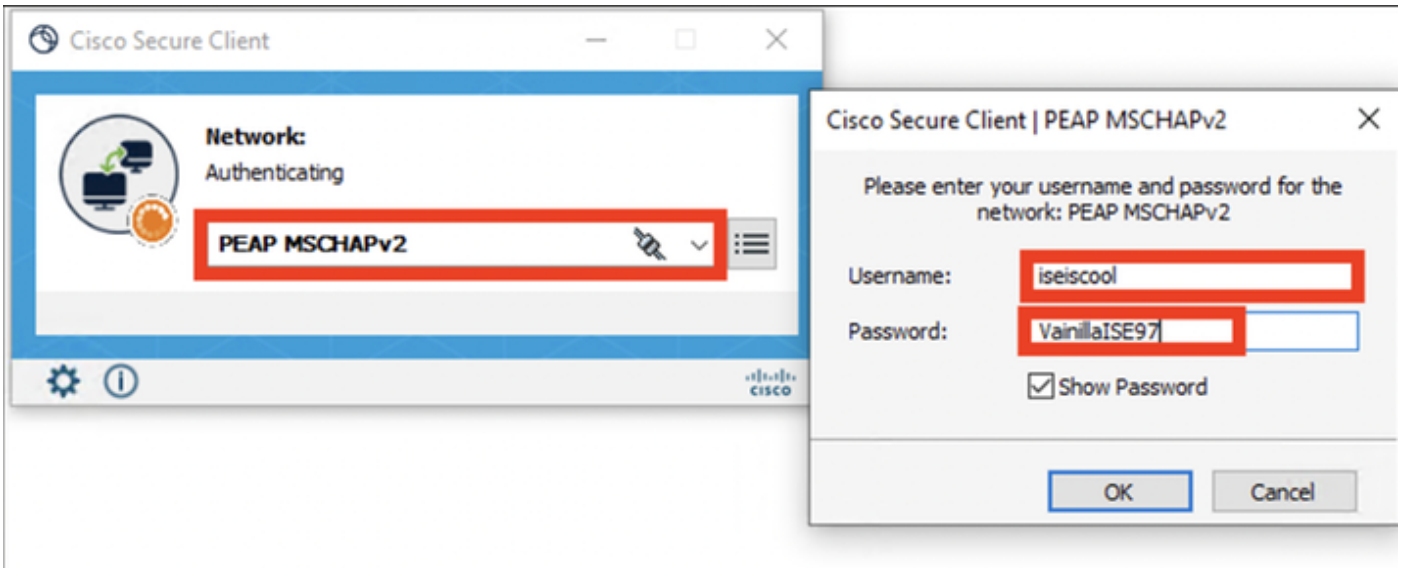 Cisco Secure Client
Network:
Authenticating
PEAP MSCHAPv2
cisco
Cisco Secure Client | PEAP MSCHAPv2
Please enter your username and password for the
network: PEAP MSCHAPv2
Username:
iseiscool
Password:
VainillaISE97
Show Password
OK
Cancel